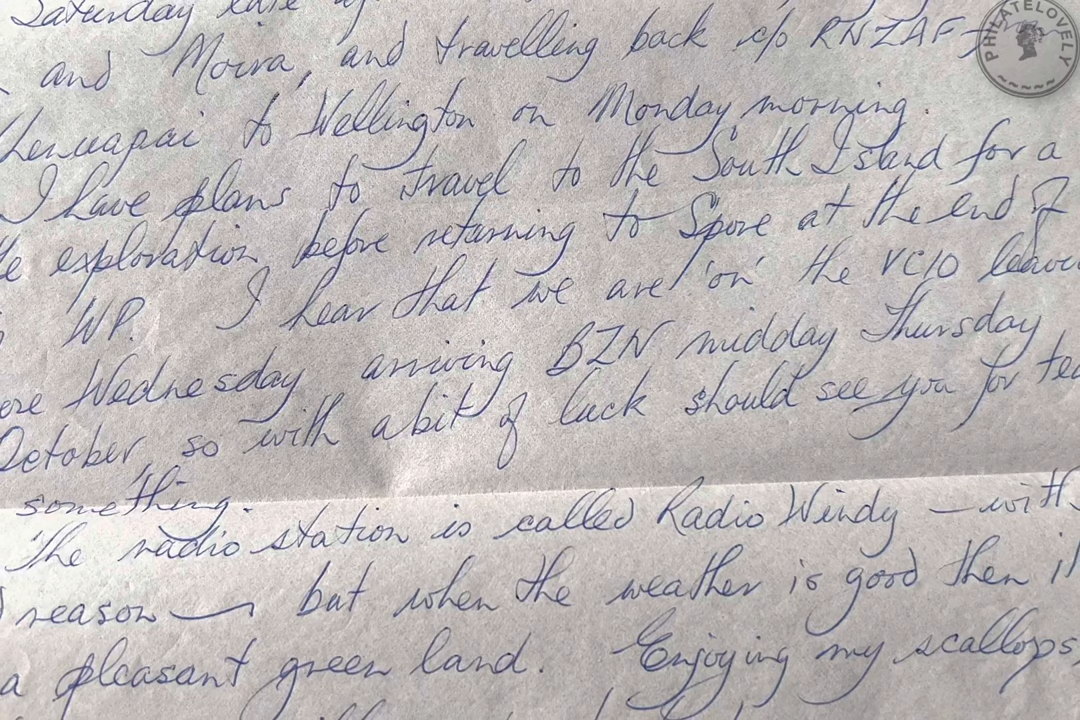 Saturday late
and Moira, and travelling back c/o RNZAF
PHILATELOVELY
Whenuapai to Wellington on Monday morning.
I have plans to travel to the South Island for a
exploration before returning to S'pore at the end of
WP. I hear that we are 'on' the VC10
Wednesday arriving BZN midday Thursday
October, so with a bit of luck should see you for tea
something.
The radio station is called Radio Windy – with
reason — but when the weather is good then
a pleasant green land. Enjoying my scallops,